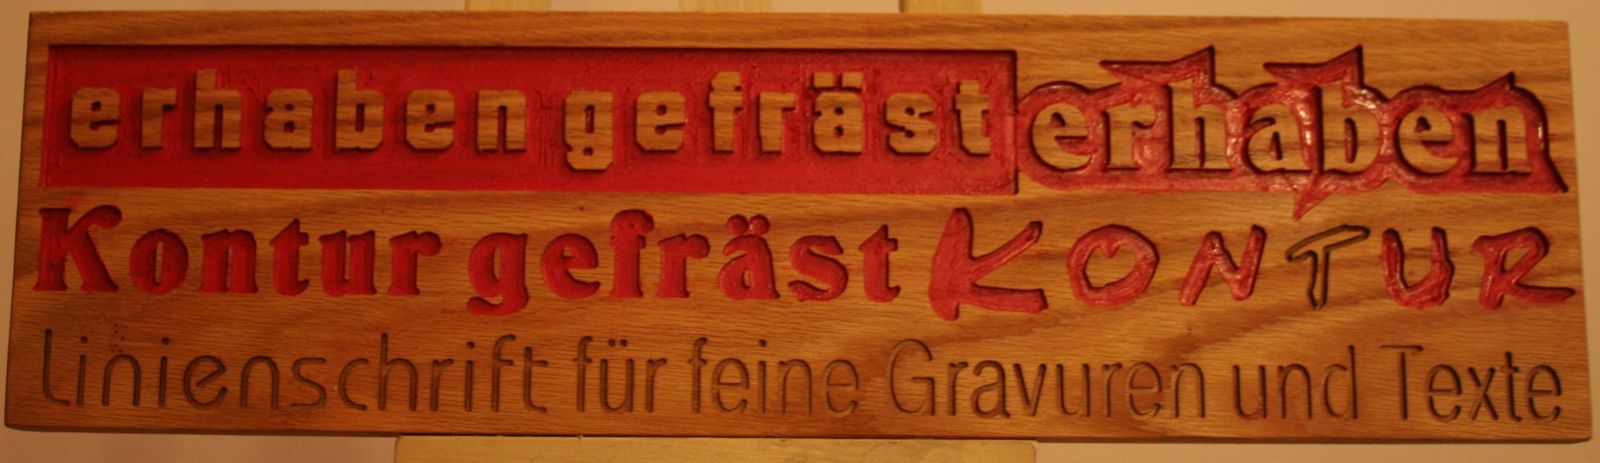 erhaben gefräst erhaben
Kontur gefräst KONTUR
Linienschrift für feine Gravuren und Texte